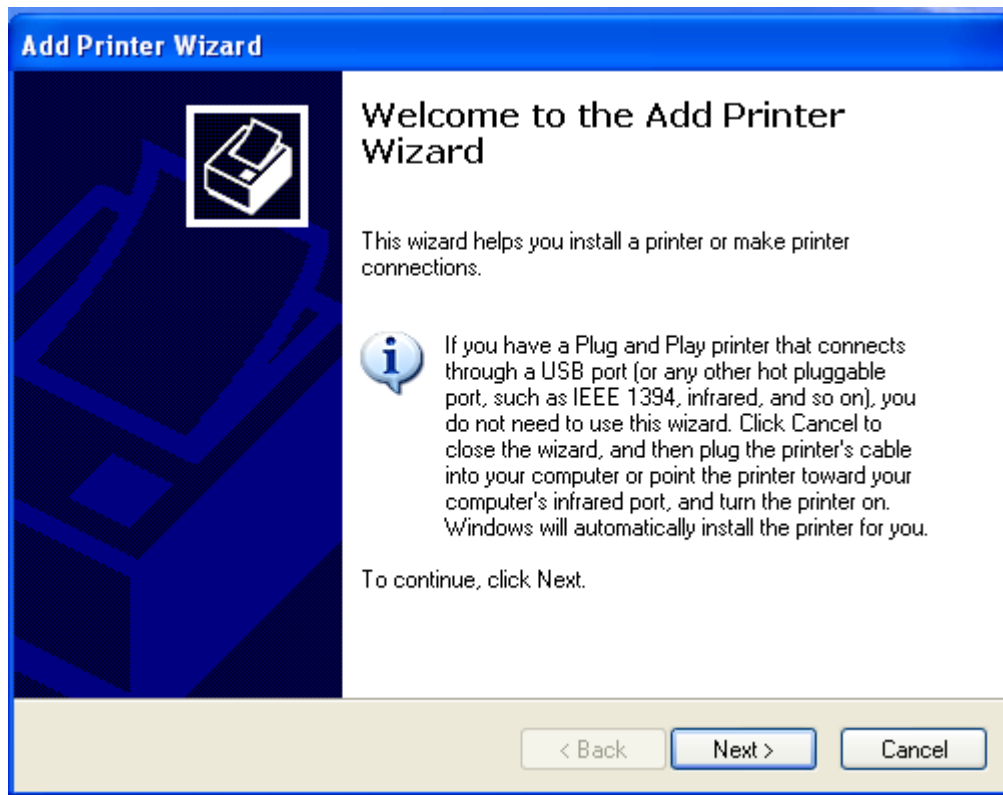 Add Printer Wizard
Welcome to the Add Printer
Wizard
This wizard helps you install a printer or make printer
connections.
If you have a Plug and Play printer that connects
through a USB port (or any other hot pluggable
port, such as IEEE 1394, infrared, and so on), you
do not need to use this wizard. Click Cancel to
close the wizard, and then plug the printer's cable
into your computer or point the printer toward your
computer's infrared port, and turn the printer on.
Windows will automatically install the printer for you.
To continue, click Next.
< Back Next > Cancel